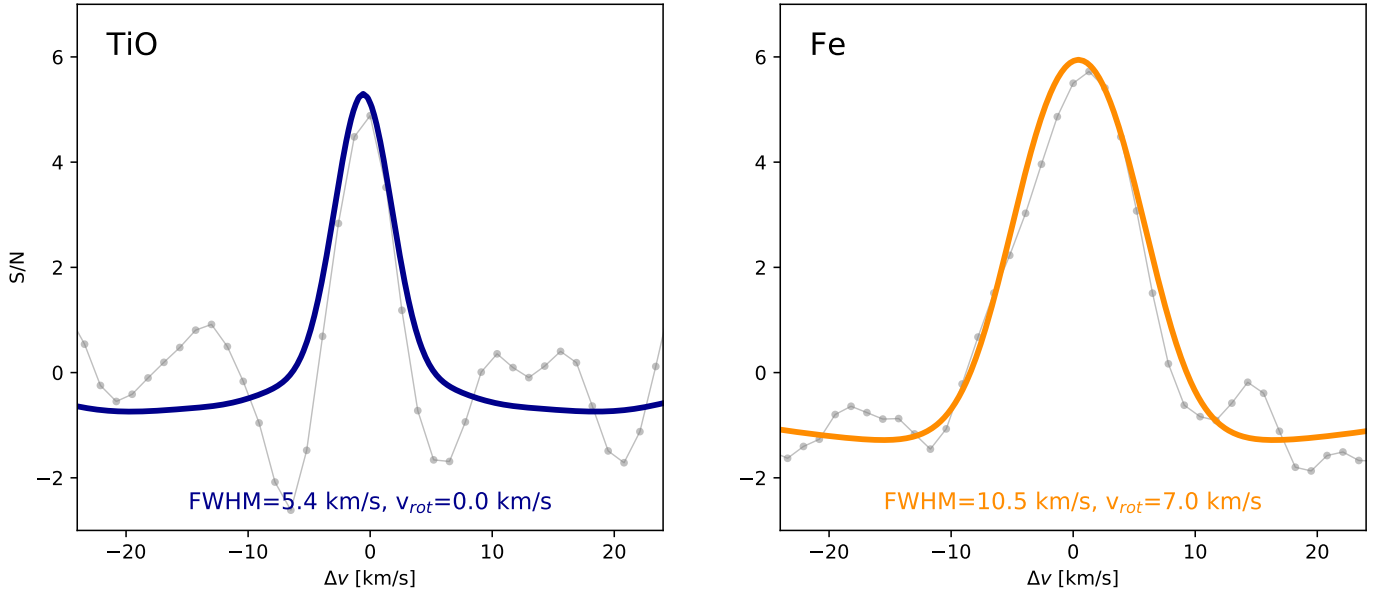 TiO
S/N
6
4
2
0
−2
FWHM=5.4 km/s, v_rot=0.0 km/s
−20 −10 0 10 20
Δv [km/s]
Fe
6
4
2
0
−2
FWHM=10.5 km/s, v_rot=7.0 km/s
−20 −10 0 10 20
Δv [km/s]